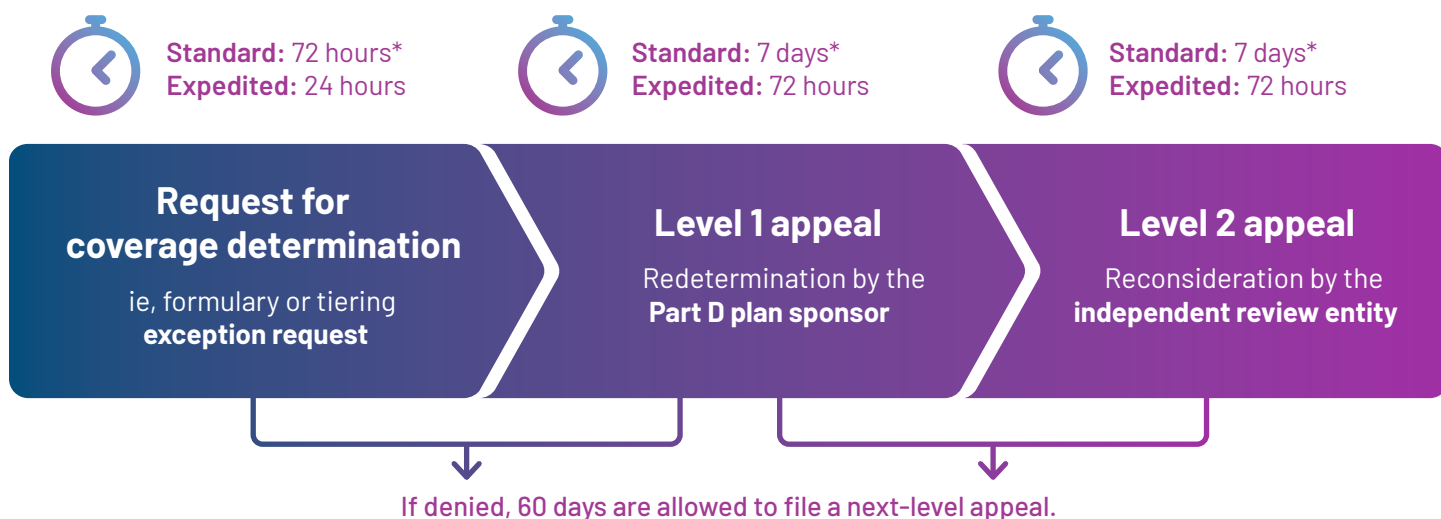 Standard: 72 hours*
Expedited: 24 hours
Standard: 7 days*
Expedited: 72 hours
Standard: 7 days*
Expedited: 72 hours
Request for
coverage determination
ie, formulary or tiering
exception request
Level 1 appeal
Redetermination by the
Part D plan sponsor
Level 2 appeal
Reconsideration by the
independent review entity
If denied, 60 days are allowed to file a next-level appeal.